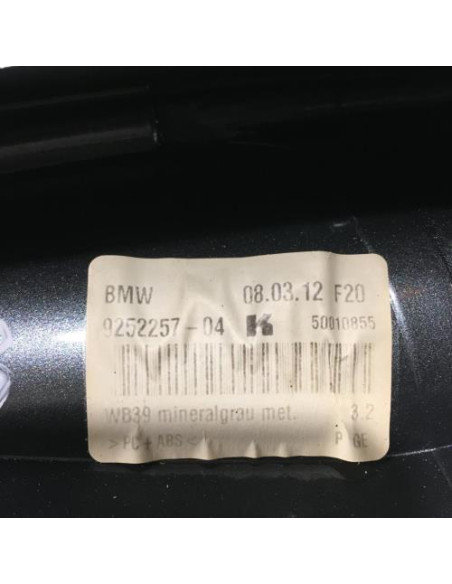 BMW 08.03.12 F20
9252257-04 K 50010855
WB39 mineralgrau met. 3.2
>PC+ABS< P GE